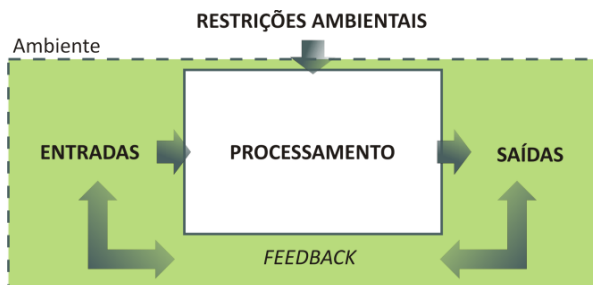 RESTRIÇÕES AMBIENTAIS
Ambiente
ENTRADAS
PROCESSAMENTO
SAÍDAS
FEEDBACK